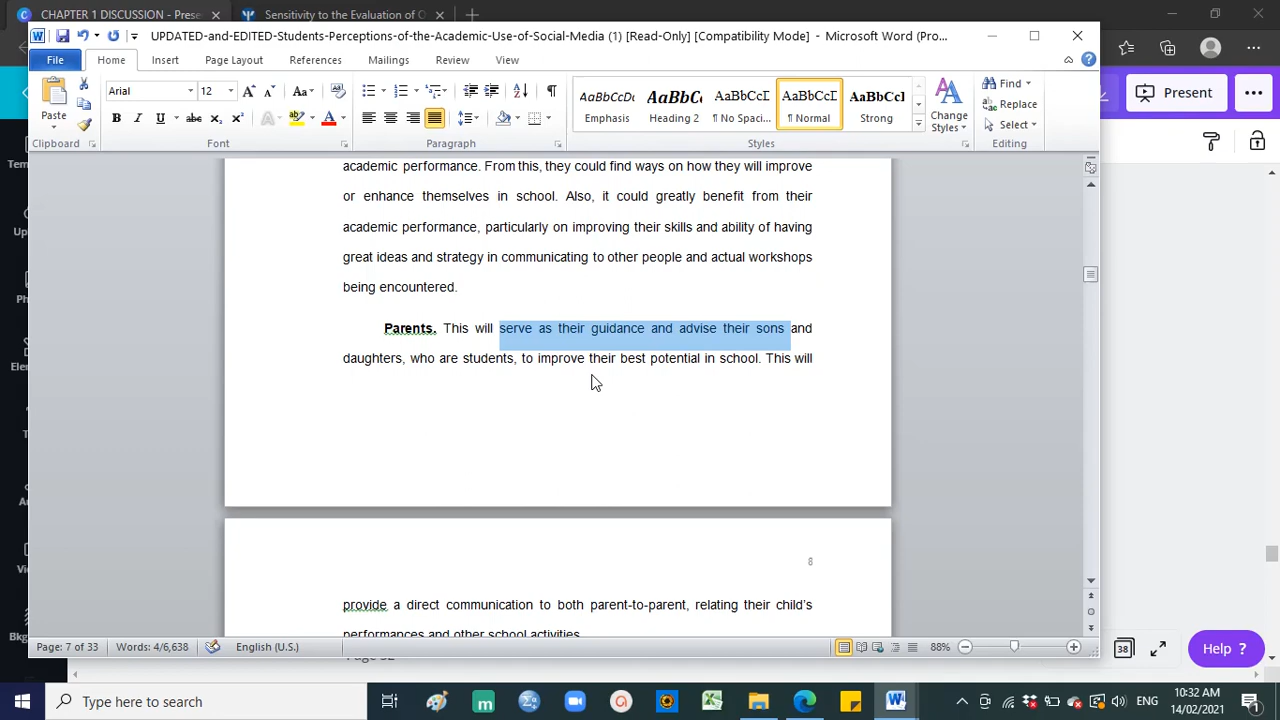 CHAPTER 1 DISCUSSION - Prese
Sensitivity to the Evaluation of O
UPDATED-and-EDITED-Students-Perceptions-of-the-Academic-Use-of-Social-Media (1) [Read-Only] [Compatibility Mode] - Microsoft Word (Pro...
File Home Insert Page Layout References Mailings Review View
Paste
Arial 12
AaBbCcDc AaBbC AaBbCcI AaBbCcI AaBbCcl
Emphasis Heading 2 ¶ No Spaci... ¶ Normal Strong
Change Styles
Find
Replace
Select
Clipboard Font Paragraph Styles Editing
Present
academic performance. From this, they could find ways on how they will improve
or enhance themselves in school. Also, it could greatly benefit from their
academic performance, particularly on improving their skills and ability of having
great ideas and strategy in communicating to other people and actual workshops
being encountered.
Parents. This will serve as their guidance and advise their sons and
daughters, who are students, to improve their best potential in school. This will
8
provide a direct communication to both parent-to-parent, relating their child's
performances and other school activities.
Page: 7 of 33 Words: 4/6,638 English (U.S.) 88%
38
Help ?
Type here to search
ENG
10:32 AM
14/02/2021